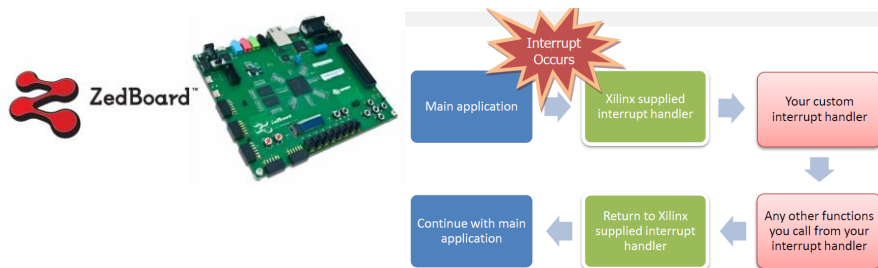 ZedBoard™
Interrupt
Occurs
Main application
Xilinx supplied
interrupt handler
Your custom
interrupt handler
Any other functions
you call from your
interrupt handler
Return to Xilinx
supplied interrupt
handler
Continue with main
application